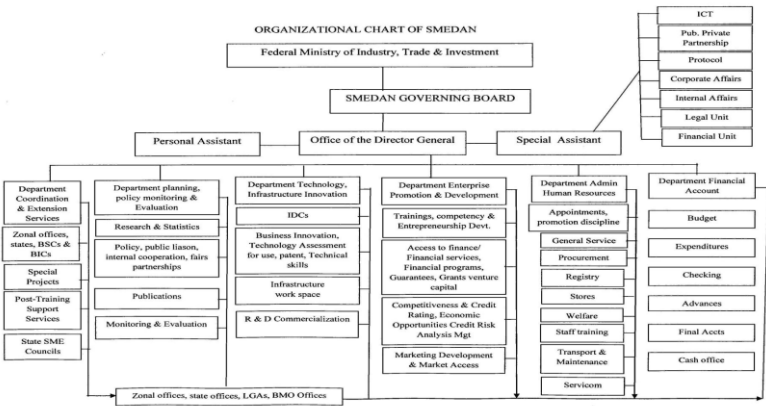 ORGANIZATIONAL CHART OF SMEDAN
Federal Ministry of Industry, Trade & Investment
SMEDAN GOVERNING BOARD
Personal Assistant
Office of the Director General
Special Assistant
ICT
Pub. Private
Partnership
Protocol
Corporate Affairs
Internal Affairs
Legal Unit
Financial Unit
Department
Coordination
& Extension
Services
Zonal offices,
states, BSCs &
BICs
Special
Projects
Post-Training
Support
Services
State SME
Councils
Department planning,
policy monitoring &
Evaluation
Research & Statistics
Policy, public liason,
internal cooperation, fairs
partnerships
Publications
Monitoring & Evaluation
Department Technology,
Infrastructure Innovation
IDCs
Business Innovation,
Technology Assessment
for use, patent, Technical
skills
Infrastructure
work space
R & D Commercialization
Department Enterprise
Promotion & Development
Trainings, competency &
Entrepreneurship Devt.
Access to finance/
Financial services,
Financial programs,
Guarantees, Grants venture
capital
Competitiveness & Credit
Rating, Economic
Opportunities Credit Risk
Analysis Mgt
Marketing Development
& Market Access
Department Admin
Human Resources
Appointments,
promotion discipline
General Service
Procurement
Registry
Stores
Welfare
Staff training
Transport &
Maintenance
Servicom
Department Financial
Account
Budget
Expenditures
Checking
Advances
Final Accts
Cash office
Zonal offices, state offices, LGAs, BMO Offices